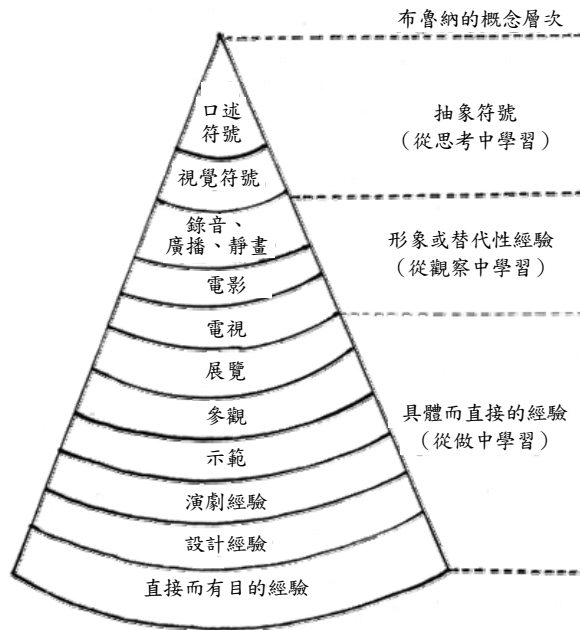 布魯納的概念層次
口述
符號
抽象符號
（從思考中學習）
視覺符號
錄音、
廣播、靜畫
形象或替代性經驗
（從觀察中學習）
電影
電視
展覽
參觀
具體而直接的經驗
（從做中學習）
示範
演劇經驗
設計經驗
直接而有目的經驗